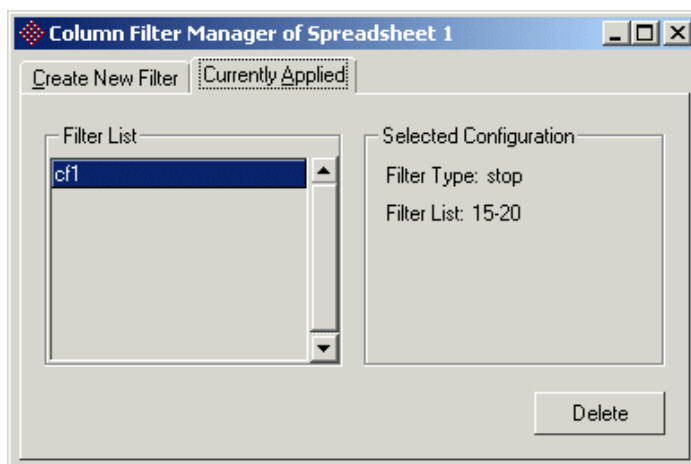 Column Filter Manager of Spreadsheet 1
Create New Filter
Currently Applied
Filter List
cf1
Selected Configuration
Filter Type: stop
Filter List: 15-20
Delete